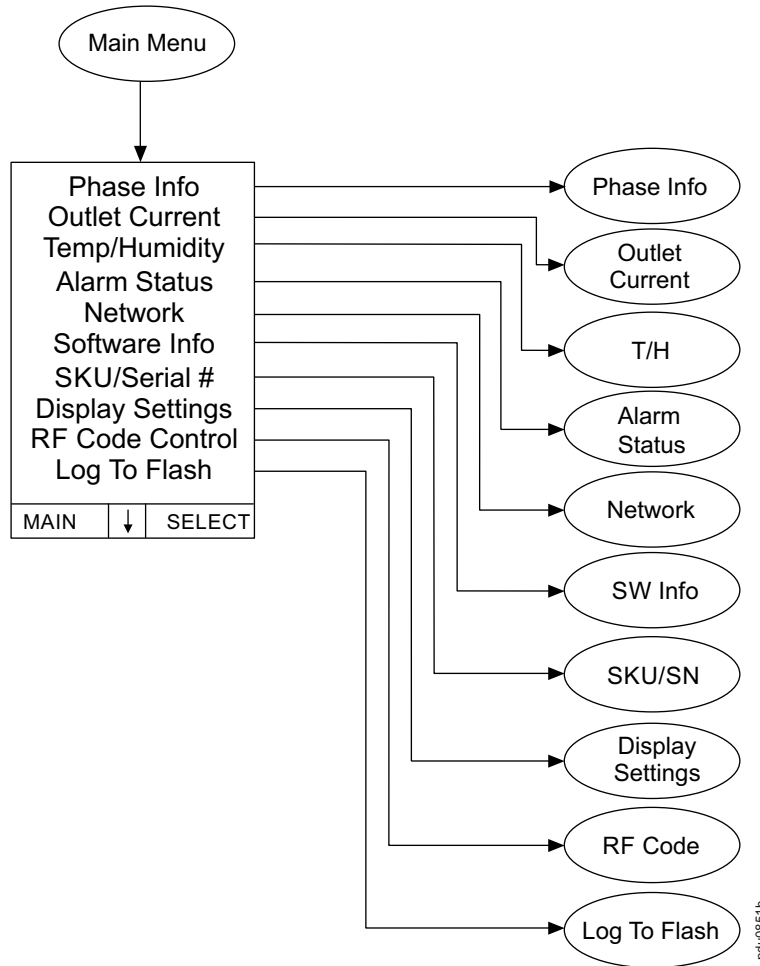 Main Menu
Phase Info
Outlet Current
Temp/Humidity
Alarm Status
Network
Software Info
SKU/Serial #
Display Settings
RF Code Control
Log To Flash
MAIN ↓ SELECT
Phase Info
Outlet
Current
T/H
Alarm
Status
Network
SW Info
SKU/SN
Display
Settings
RF Code
Log To Flash
pdu0851b